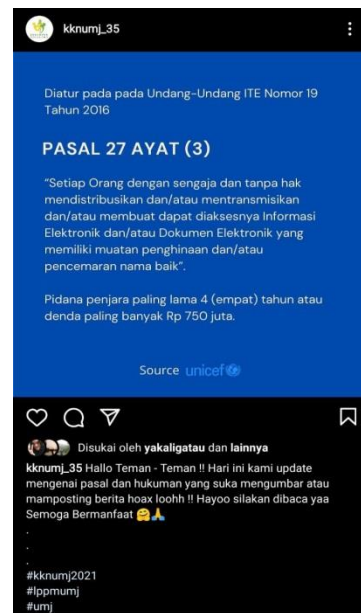 kknumj_35
Diatur pada pada Undang-Undang ITE Nomor 19
Tahun 2016
PASAL 27 AYAT (3)
"Setiap Orang dengan sengaja dan tanpa hak
mendistribusikan dan/atau mentransmisikan
dan/atau membuat dapat diaksesnya Informasi
Elektronik dan/atau Dokumen Elektronik yang
memiliki muatan penghinaan dan/atau
pencemaran nama baik".
Pidana penjara paling lama 4 (empat) tahun atau
denda paling banyak Rp 750 juta.
Source unicef
Disukai oleh yakaligatau dan lainnya
kknumj_35 Hallo Teman - Teman !! Hari ini kami update
mengenai pasal dan hukuman yang suka mengumbar atau
mamposting berita hoax loohh !! Hayoo silakan dibaca yaa
Semoga Bermanfaat 🤗🙏
.
.
.
#kknumj2021
#lppmumj
#umj